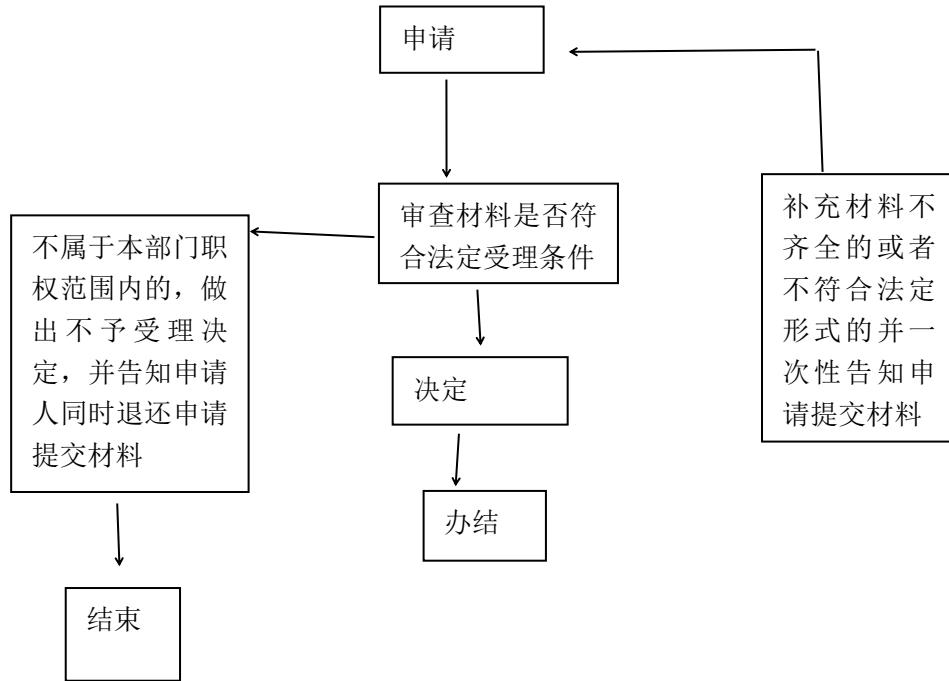 申请
审查材料是否符
合法定受理条件
不属于本部门职
权范围内的，做
出不予受理决
定，并告知申请
人同时退还申请
提交材料
补充材料不
齐全的或者
不符合法定
形式的并一
次性告知申
请提交材料
决定
办结
结束